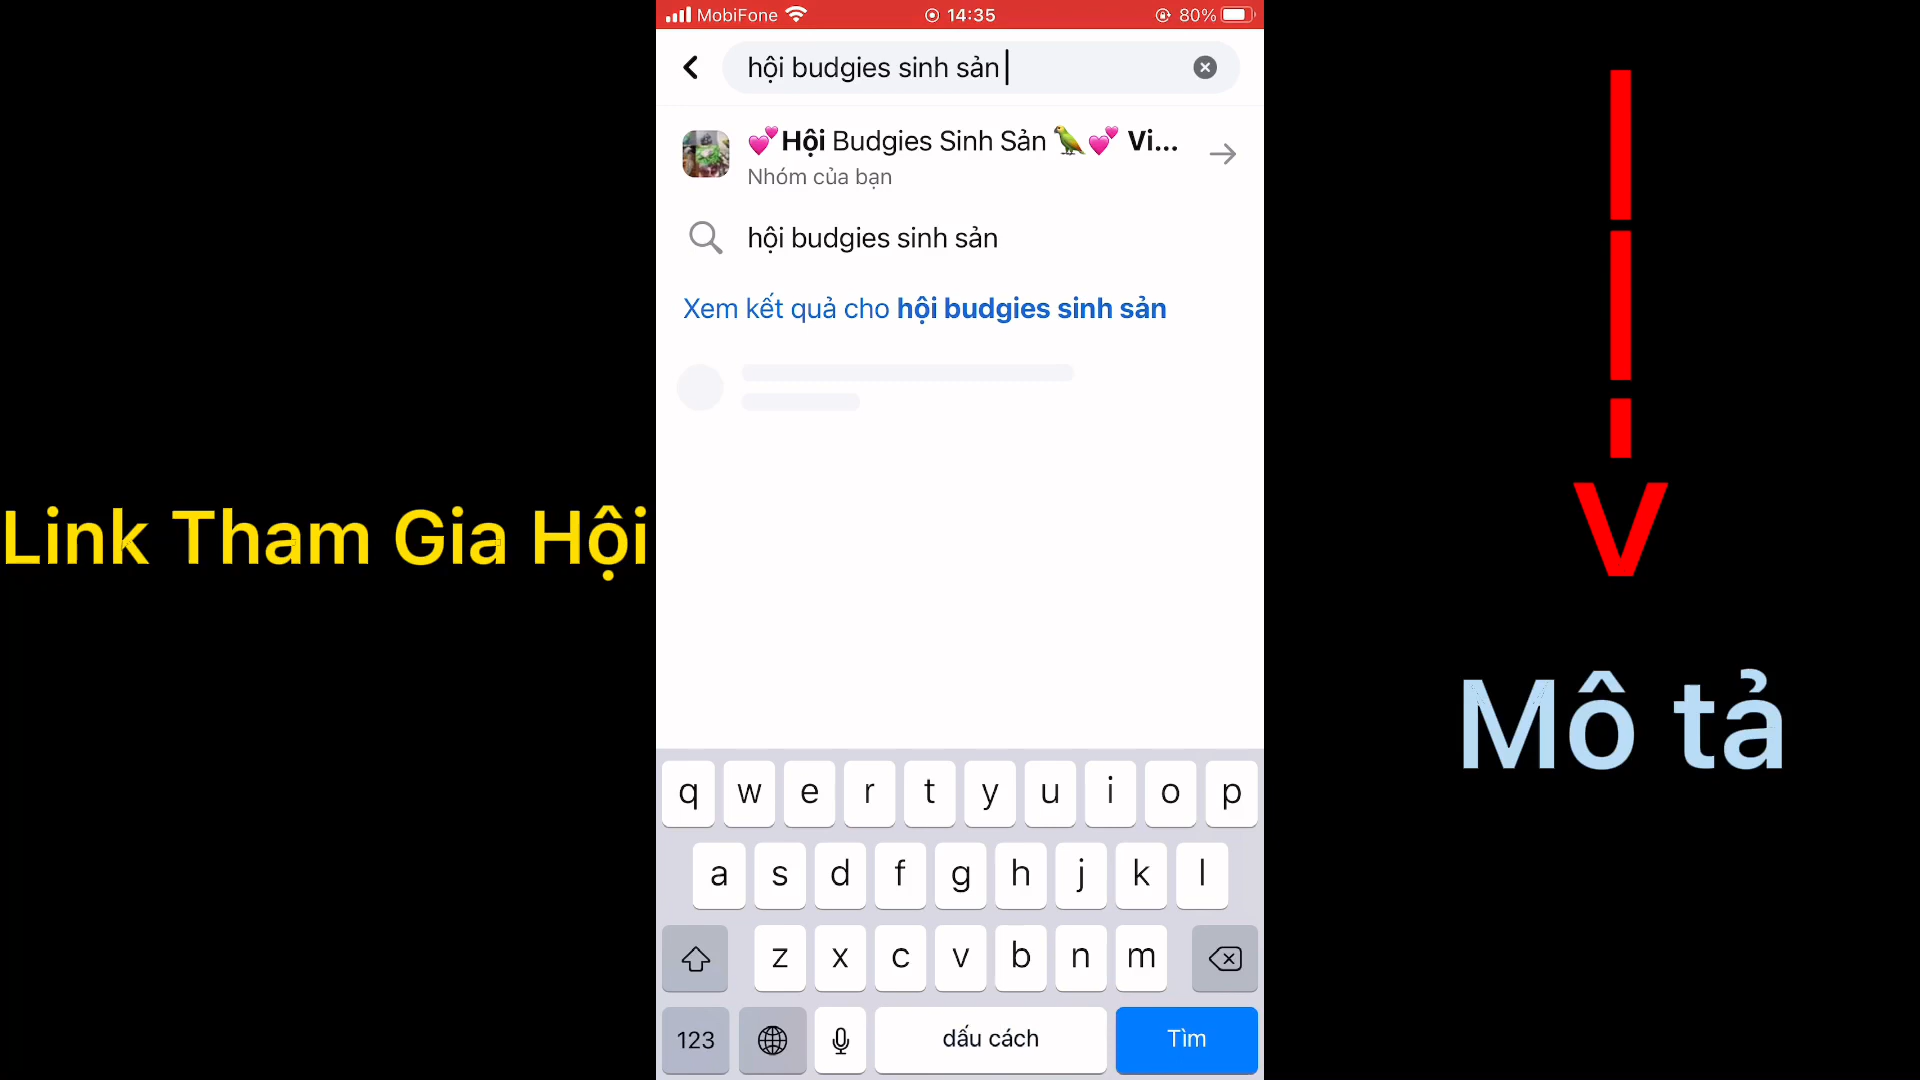 MobiFone 14:35 80%
hội budgies sinh sản
💕Hội Budgies Sinh Sản 🦜💕 Vi...
Nhóm của bạn
hội budgies sinh sản
Xem kết quả cho hội budgies sinh sản
Link Tham Gia Hội
V
Mô tả
q w e r t y u i o p
a s d f g h j k l
z x c v b n m
123 dấu cách Tìm